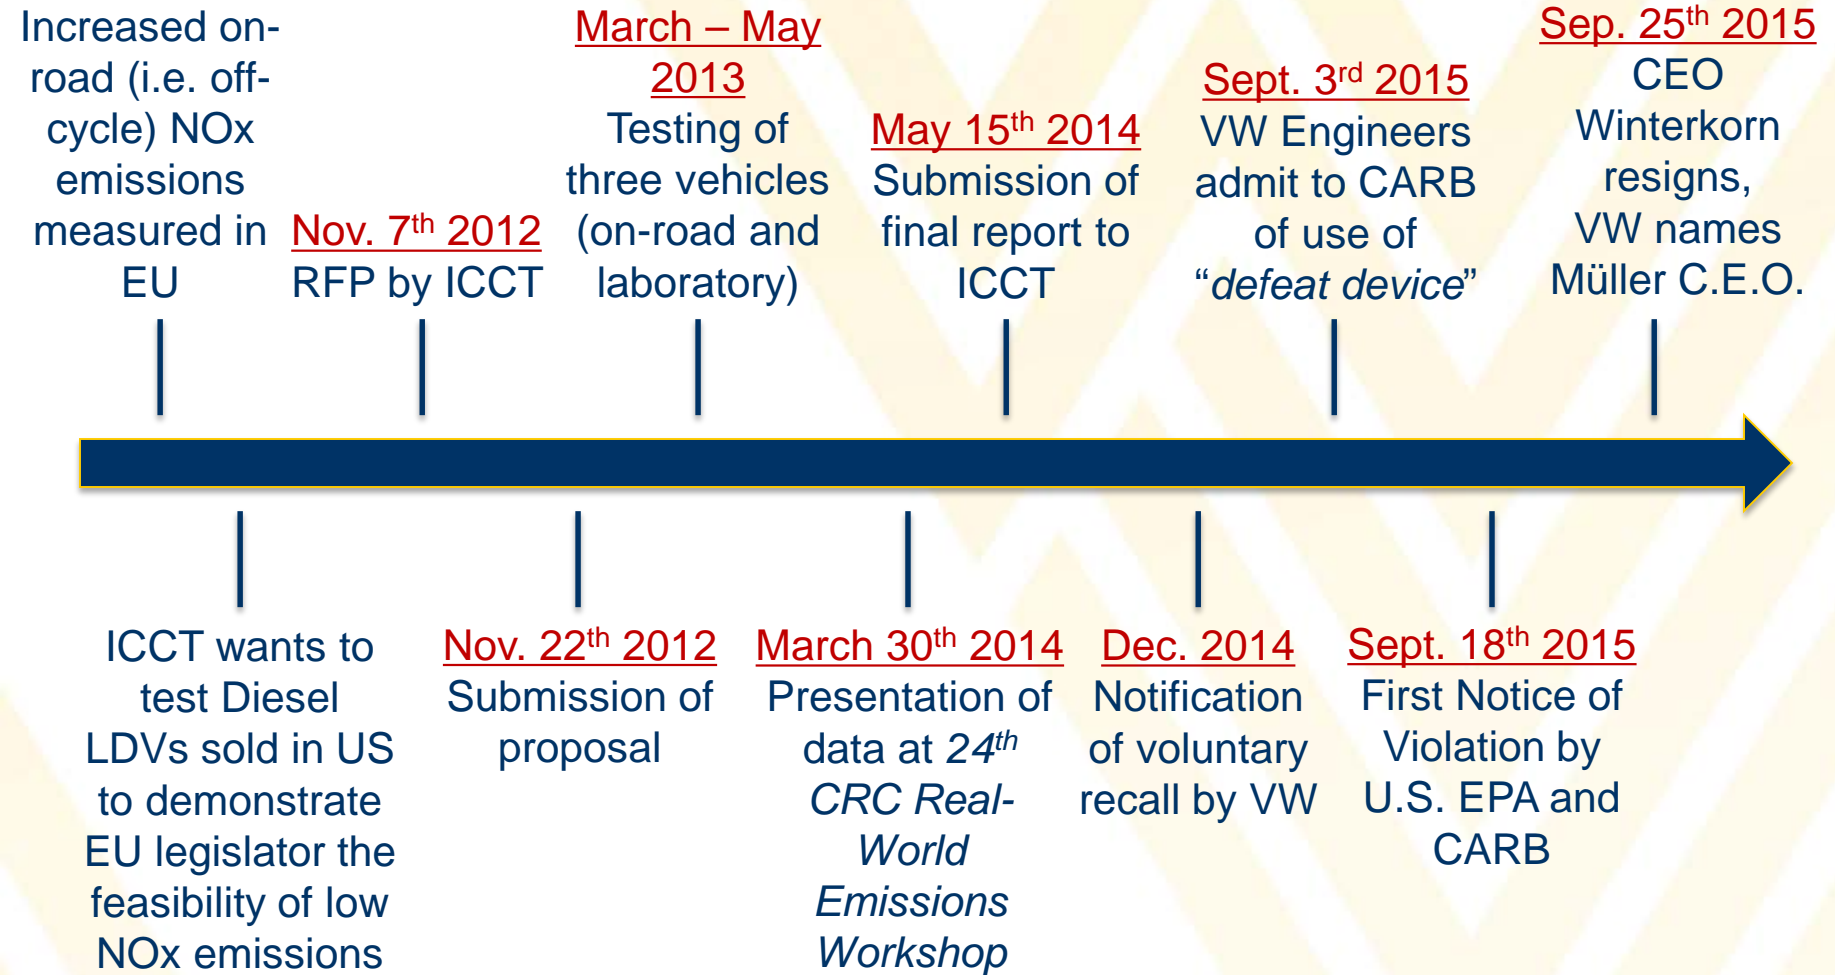 Increased on-
road (i.e. off-
cycle) NOx
emissions
measured in
EU
Nov. 7th 2012
RFP by ICCT
March – May
2013
Testing of
three vehicles
(on-road and
laboratory)
May 15th 2014
Submission of
final report to
ICCT
Sept. 3rd 2015
VW Engineers
admit to CARB
of use of
“defeat device”
Sep. 25th 2015
CEO
Winterkorn
resigns,
VW names
Müller C.E.O.
ICCT wants to
test Diesel
LDVs sold in US
to demonstrate
EU legislator the
feasibility of low
NOx emissions
Nov. 22th 2012
Submission of
proposal
March 30th 2014
Presentation of
data at 24th
CRC Real-
World
Emissions
Workshop
Dec. 2014
Notification
of voluntary
recall by VW
Sept. 18th 2015
First Notice of
Violation by
U.S. EPA and
CARB